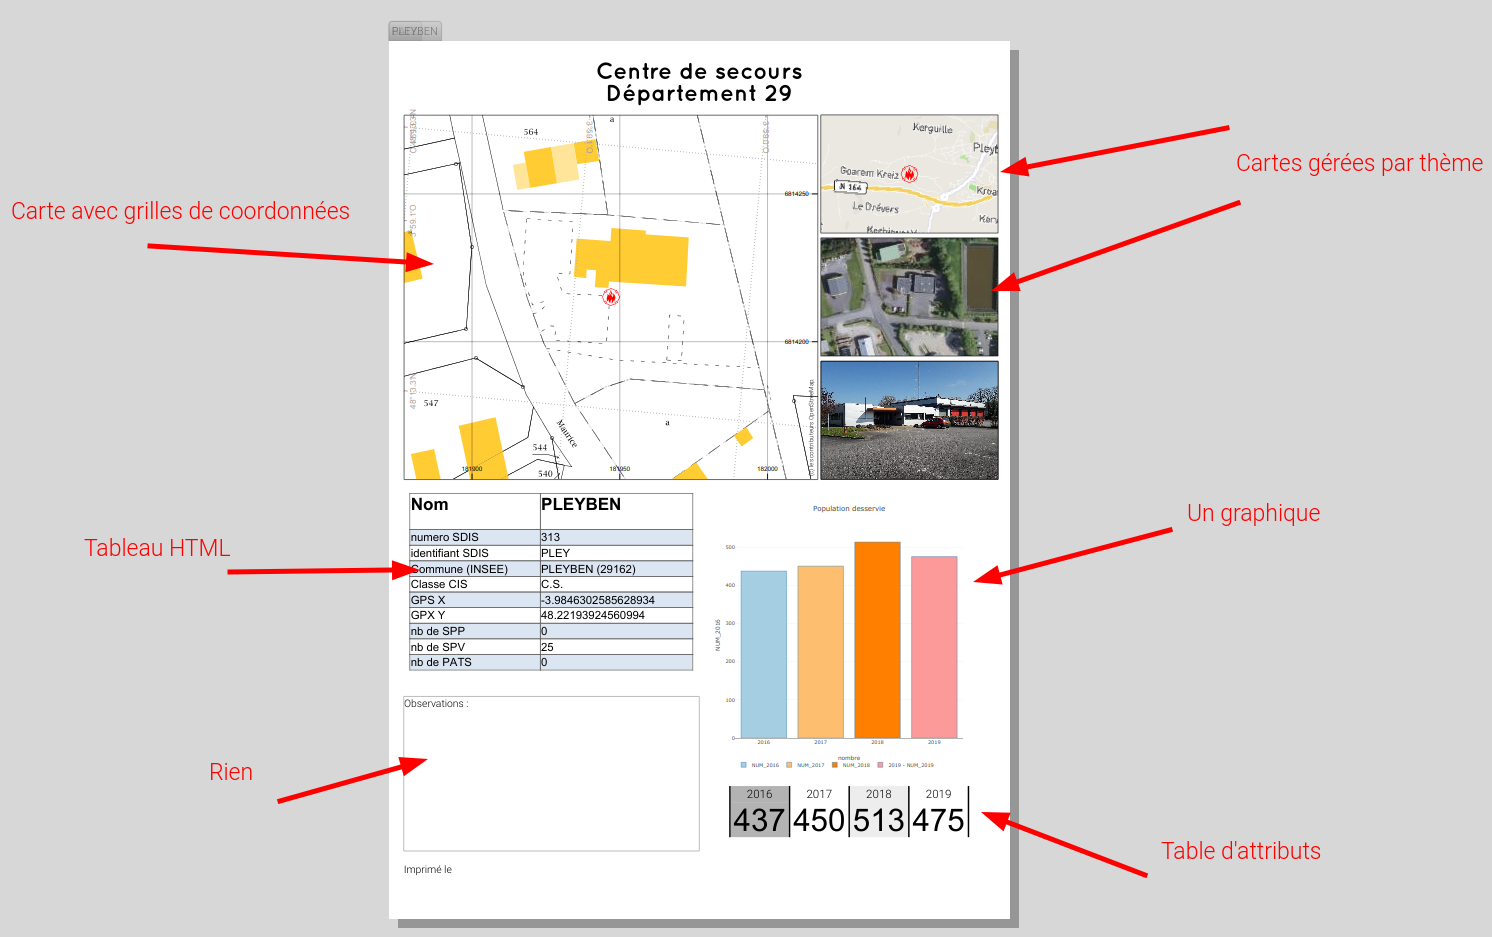 PLEYBEN
Centre de secours
Département 29
Carte avec grilles de coordonnées
564
a
6814250
6814200
547
a
Maurice
544
540
181900
181950
182000
Kerguille
Goarem Kreiz
N 164
Le Drévers
Cartes gérées par thème
Tableau HTML
Nom PLEYBEN
numero SDIS 313
identifiant SDIS PLEY
Commune (INSEE) PLEYBEN (29162)
Classe CIS C.S.
GPS X -3.9846302585628934
GPX Y 48.22193924560994
nb de SPP 0
nb de SPV 25
nb de PATS 0
Un graphique
Population desservie
NUM_2016
500
400
300
200
100
0
2016 2017 2018 2019
nombre
NUM_2016 NUM_2017 NUM_2018 2019 - NUM_2019
Rien
Observations :
2016 2017 2018 2019
437 450 513 475
Table d'attributs
Imprimé le